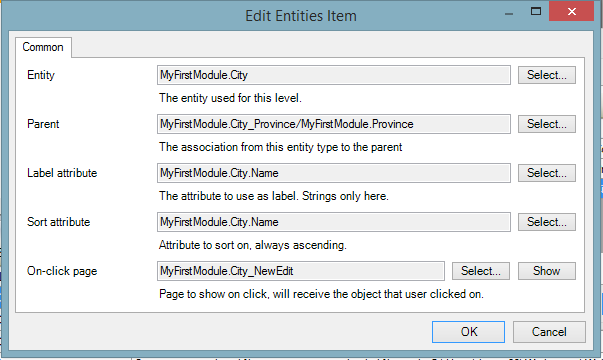 Edit Entities Item
Common
Entity MyFirstModule.City Select...
The entity used for this level.
Parent MyFirstModule.City_Province/MyFirstModule.Province Select...
The association from this entity type to the parent
Label attribute MyFirstModule.City.Name Select...
The attribute to use as label. Strings only here.
Sort attribute MyFirstModule.City.Name Select...
Attribute to sort on, always ascending.
On-click page MyFirstModule.City_NewEdit Select... Show
Page to show on click, will receive the object that user clicked on.
OK Cancel